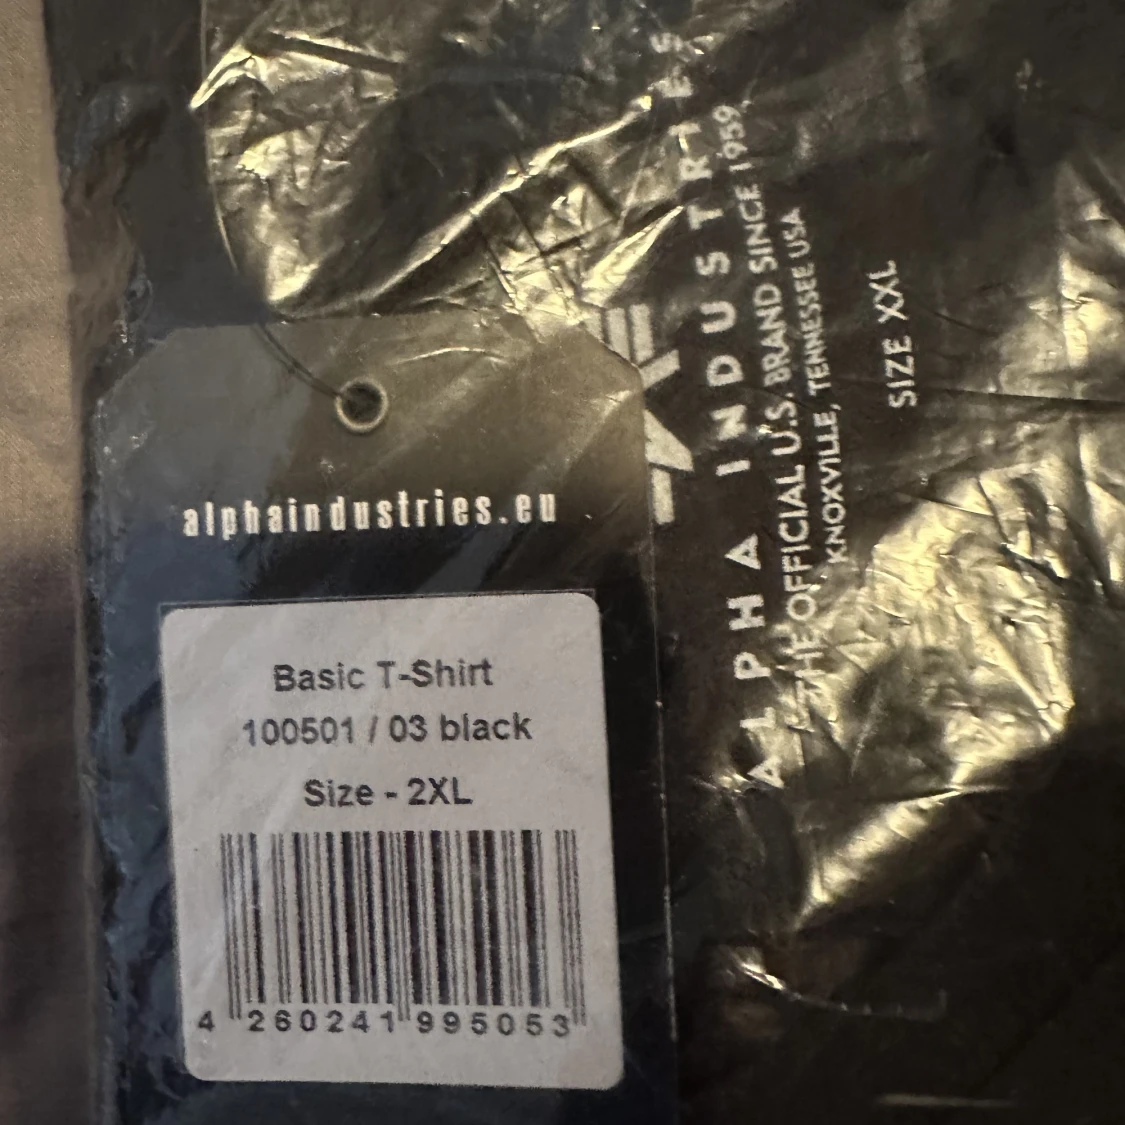 alphaindustries.eu
Basic T-Shirt
100501 / 03 black
Size - 2XL
4 260241 995053
ALPHA INDUSTRIES
THE OFFICIAL U.S. BRAND SINCE 1959
KNOXVILLE, TENNESSEE USA
SIZE XXL